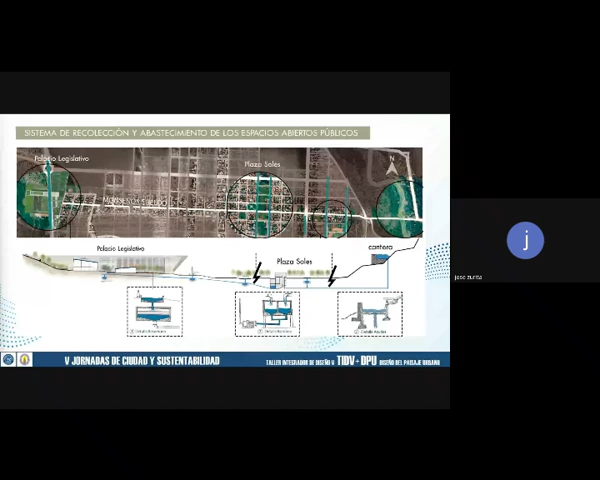 SISTEMA DE RECOLECCIÓN Y ABASTECIMIENTO DE LOS ESPACIOS ABIERTOS PÚBLICOS
Palacio Legislativo
Plaza Soles
N
Palacio Legislativo
Plaza Soles
cantera
V JORNADAS DE CIUDAD Y SUSTENTABILIDAD
TALLER INTEGRADOR DE DISEÑO V TIDV + DPU DISEÑO DEL PAISAJE URBANO
j
jose zurita